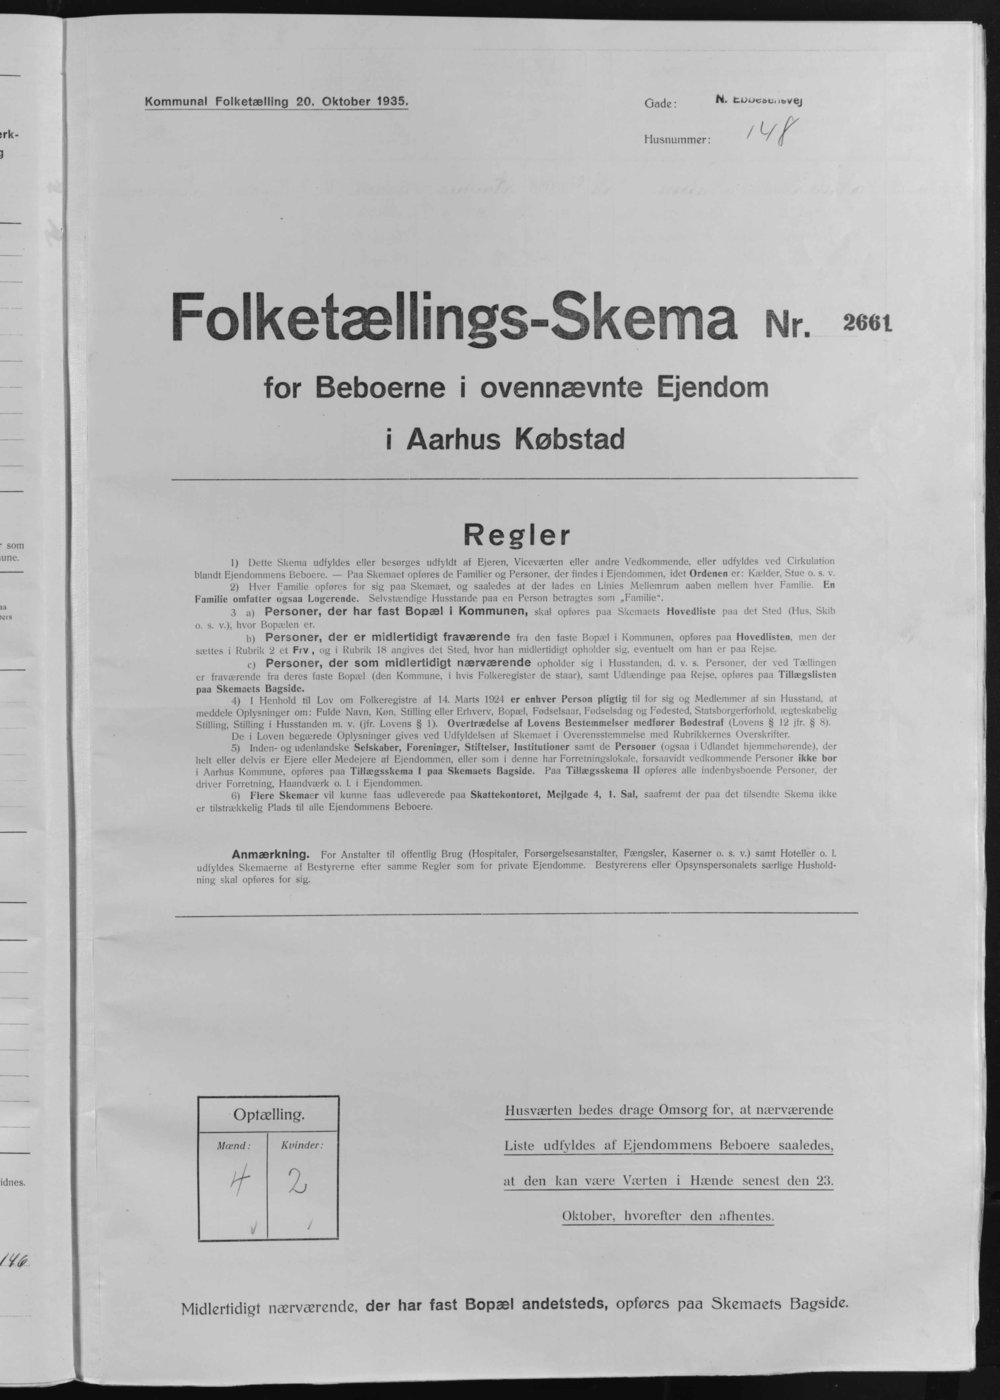 Kommunal Folketælling 20. Oktober 1935.
Gade: N. Ebbesensvej
Husnummer: 148
Folketællings-Skema Nr. 2661
for Beboerne i ovennævnte Ejendom
i Aarhus Købstad
Regler
1) Dette Skema udfyldes eller besørges udfyldt af Ejeren, Viceværten eller andre Vedkommende, eller udfyldes ved Cirkulation
blandt Ejendommens Beboere. — Paa Skemaet opføres de Familier og Personer, der findes i Ejendommen, idet Ordenen er: Kælder, Stue o. s. v.
2) Hver Familie opføres for sig paa Skemaet, og saaledes at der lades en Linies Mellemrum aaben mellem hver Familie. En
Familie omfatter ogsaa Logerende. Selvstændige Husstande paa en Person betragtes som „Familie“.
3 a) Personer, der har fast Bopæl i Kommunen, skal opføres paa Skemaets Hovedliste paa det Sted (Hus, Skib
o. s. v.), hvor Bopælen er.
b) Personer, der er midlertidigt fraværende fra den faste Bopæl i Kommunen, opføres paa Hovedlisten, men der
sættes i Rubrik 2 et Frv., og i Rubrik 18 angives det Sted, hvor han midlertidigt opholder sig, eventuelt om han er paa Rejse.
c) Personer, der som midlertidigt nærværende opholder sig i Husstanden, d. v. s. Personer, der ved Tællingen
er fraværende fra deres faste Bopæl (den Kommune, i hvis Folkeregister de staar), samt Udlændinge paa Rejse, opføres paa Tillægslisten
paa Skemaets Bagside.
4) I Henhold til Lov om Folkeregistre af 14. Marts 1924 er enhver Person pligtig til for sig og Medlemmer af sin Husstand, at
meddele Oplysninger om: Fulde Navn, Køn, Stilling eller Erhverv, Bopæl, Fødselsaar, Fødselsdag og Fødested, Statsborgerforhold, ægteskabelig
Stilling, Stilling i Husstanden m. v. (jfr. Lovens § 1). Overtrædelse af Lovens Bestemmelser medfører Bødestraf (Lovens § 12 jfr. § 8).
De i Loven begærede Oplysninger gives ved Udfyldelsen af Skemaet i Overensstemmelse med Rubrikkernes Overskrifter.
5) Inden- og udenlandske Selskaber, Foreninger, Stiftelser, Institutioner samt de Personer (ogsaa i Udlandet hjemmehørende), der
helt eller delvis er Ejere eller Medejere af Ejendommen, eller som i denne har Forretningslokale, forsaavidt vedkommende Personer ikke bor
i Aarhus Kommune, opføres paa Tillægsskema I paa Skemaets Bagside. Paa Tillægsskema II opføres alle indenbysboende Personer, der
driver Forretning, Haandværk o. l. i Ejendommen.
6) Flere Skemaer vil kunne faas udleverede paa Skattekontoret, Mejlgade 4, 1. Sal, saafremt der paa det tilsendte Skema ikke
er tilstrækkelig Plads til alle Ejendommens Beboere.
Anmærkning. For Anstalter til offentlig Brug (Hospitaler, Forsørgelsesanstalter, Fængsler, Kaserner o. s. v.) samt Hoteller o. l.
udfyldes Skemaerne af Bestyrerne efter samme Regler som for private Ejendomme. Bestyrerens eller Opsynspersonalets særlige Hushold-
ning skal opføres for sig.
Optælling.
Mænd: Kvinder:
4 2
Husværten bedes drage Omsorg for, at nærværende
Liste udfyldes af Ejendommens Beboere saaledes,
at den kan være Værten i Hænde senest den 23.
Oktober, hvorefter den afhentes.
Midlertidigt nærværende, der har fast Bopæl andetsteds, opføres paa Skemaets Bagside.
erk-
g
som
une.
idnes.
146